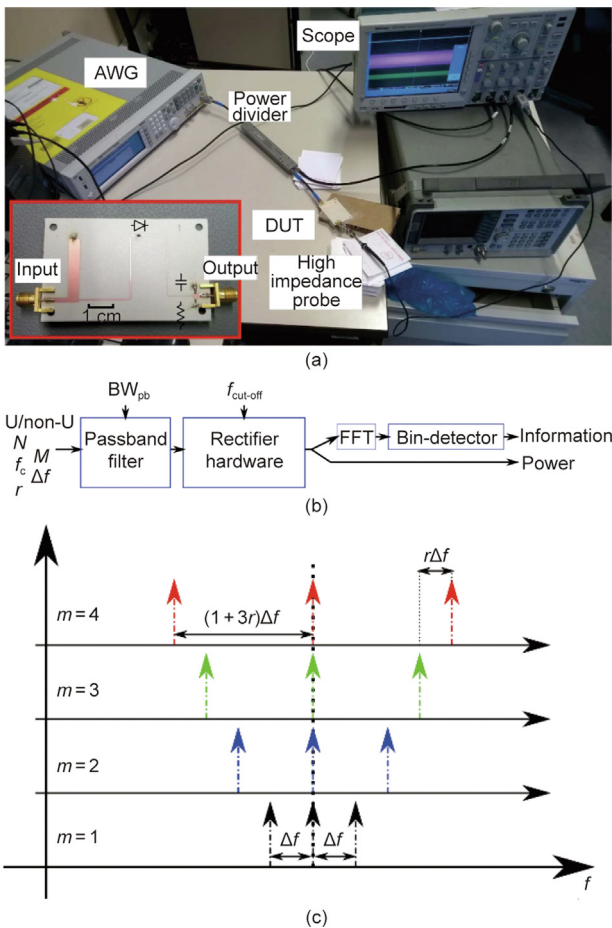 Scope
AWG
Power
divider
DUT
High
impedance
probe
Input
Output
1 cm
(a)
BW_pb
f_cut-off
U/non-U
N
f_c M
Δf
r
Passband
filter
Rectifier
hardware
FFT
Bin-detector
Information
Power
(b)
rΔf
m = 4
(1 + 3r)Δf
m = 3
m = 2
m = 1
Δf
Δf
f
(c)